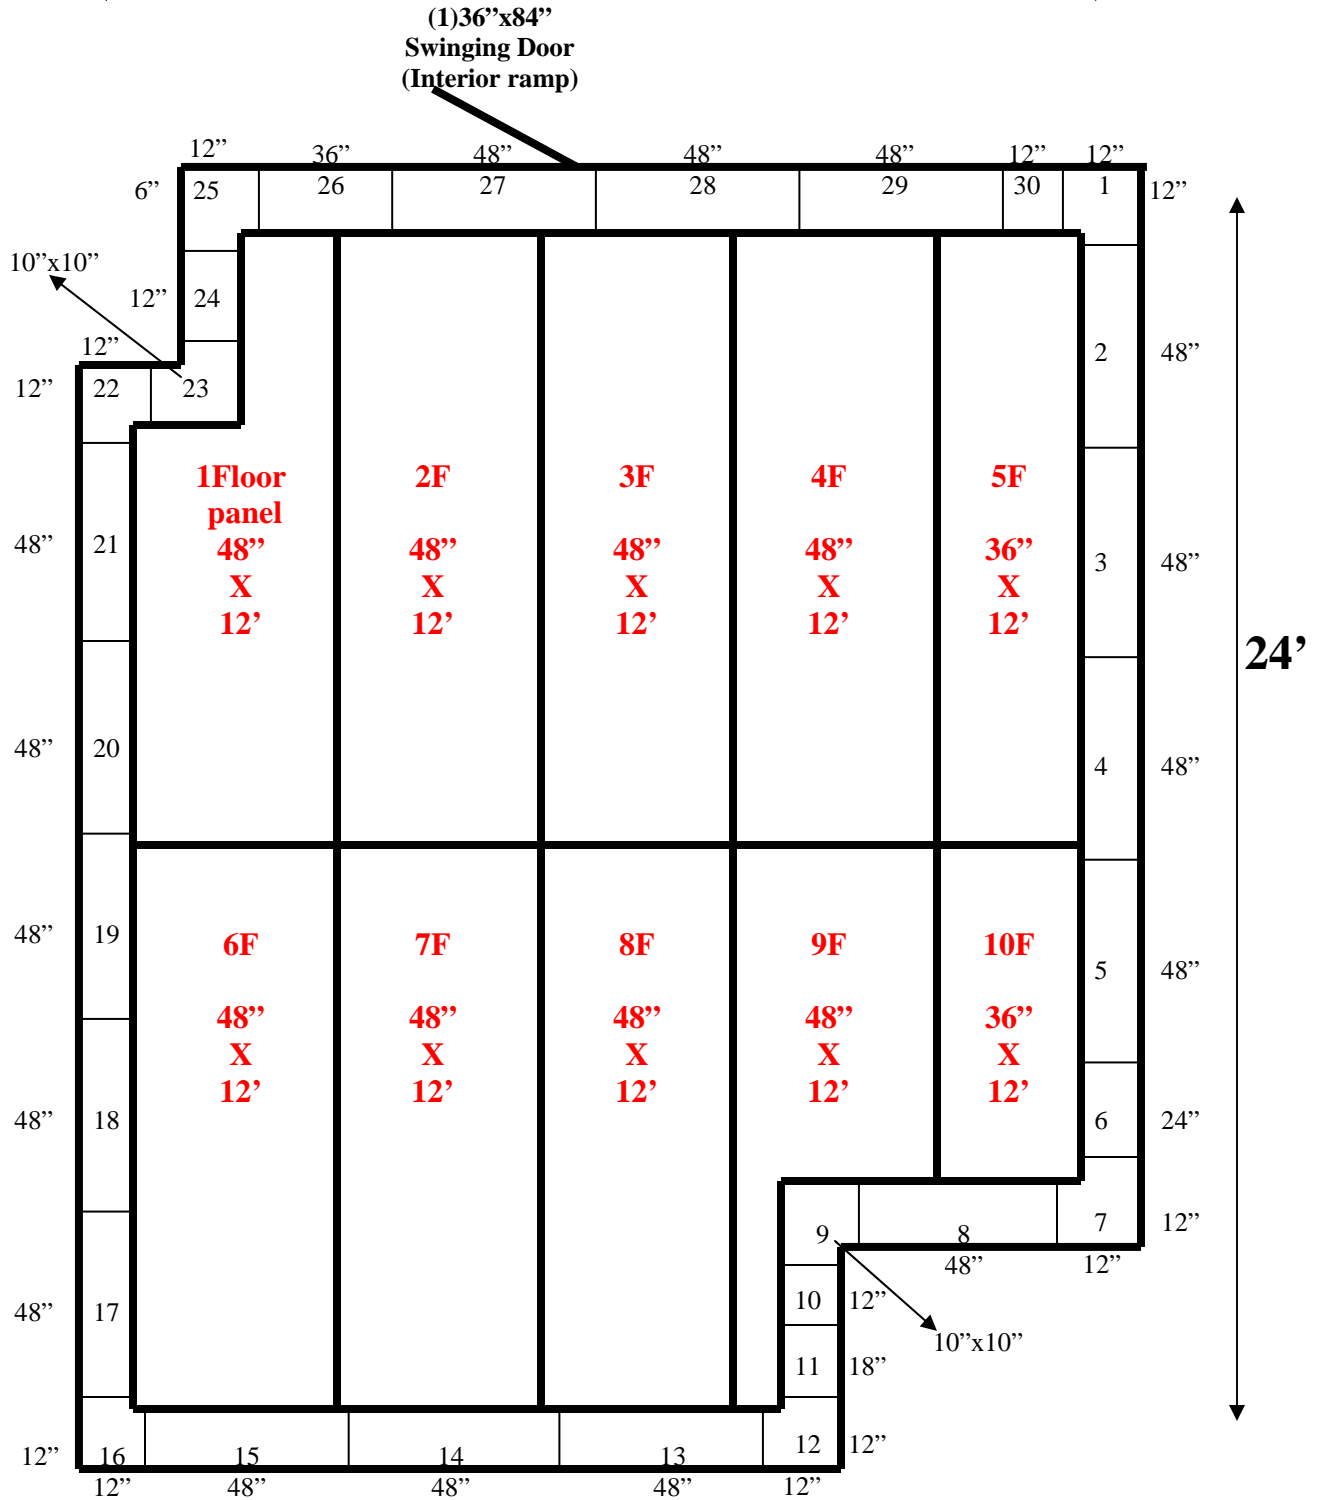 (1)36”x84”
Swinging Door
(Interior ramp)
12” 36” 48” 48” 48” 12” 12”
6” 25 26 27 28 29 30 1 12”
10”x10”
12” 24
12”
12” 22 23
2 48”
1Floor 2F 3F 4F 5F
panel
48” 48” 48” 48” 36”
X X X X X
12’ 12’ 12’ 12’ 12’
48” 21
3 48”
24’
48” 20
4 48”
48” 19
6F 7F 8F 9F 10F
48” 48” 48” 48” 36”
X X X X X
12’ 12’ 12’ 12’ 12’
5 48”
48” 18
6 24”
7 12”
9 8
48” 12”
10 12”
48” 17
10”x10”
11 18”
12 12”
12” 16 15 14 13
12” 48” 48” 48” 12”